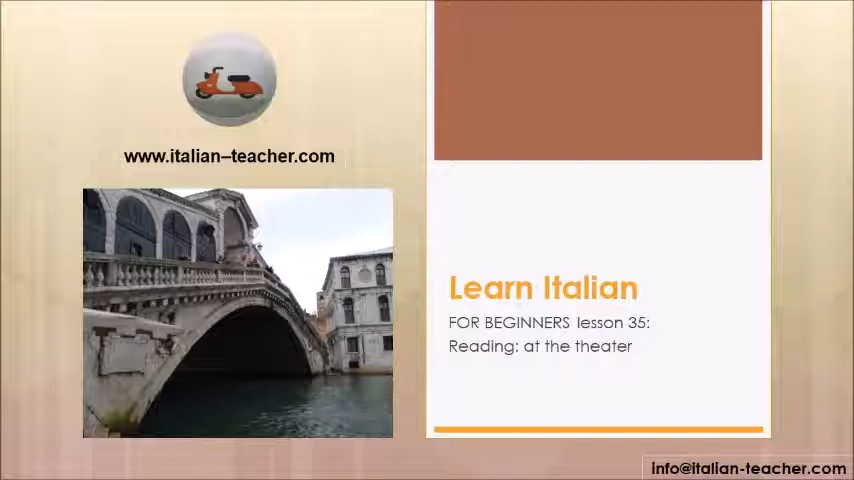 www.italian–teacher.com
Learn Italian
FOR BEGINNERS lesson 35:
Reading: at the theater
info@italian-teacher.com